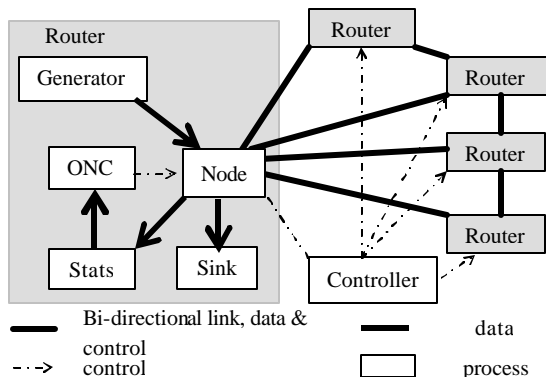 Router
Router
Generator
Router
ONC
Node
Router
Router
Stats
Sink
Controller
Bi-directional link, data &
control
data
control
process